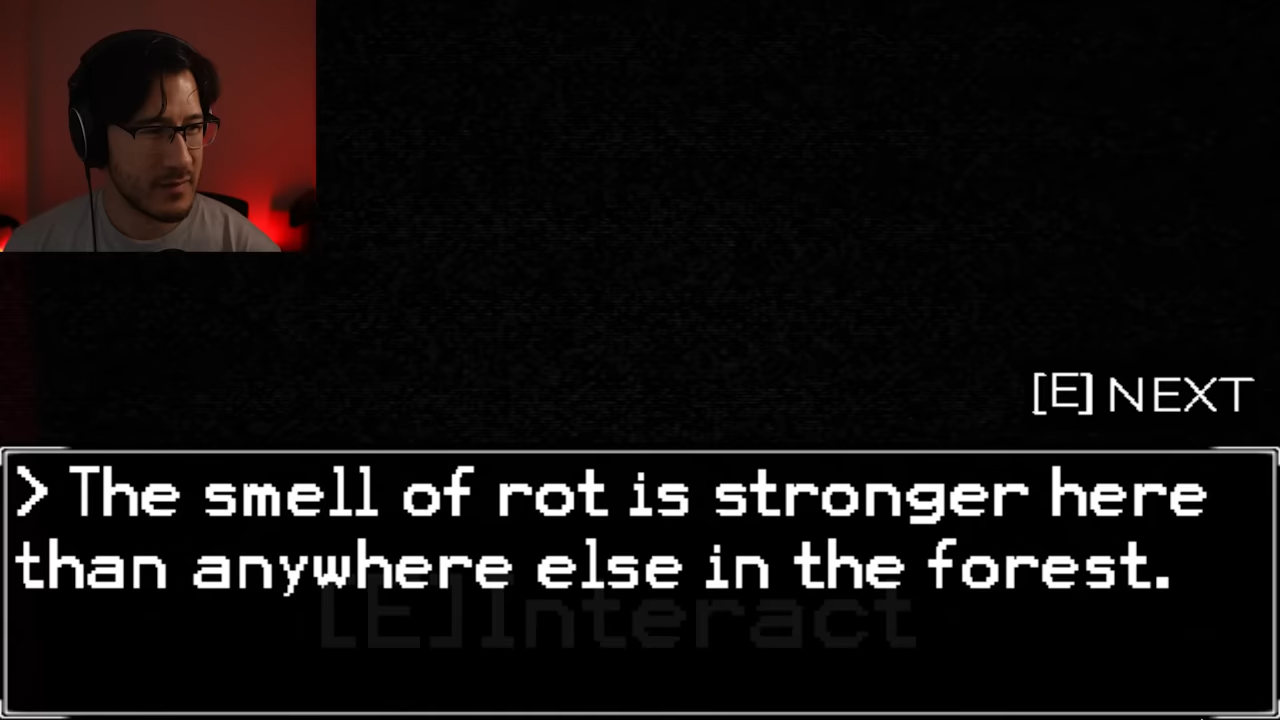 [E] NEXT
> The smell of rot is stronger here
than anywhere else in the forest.
[E]Interact